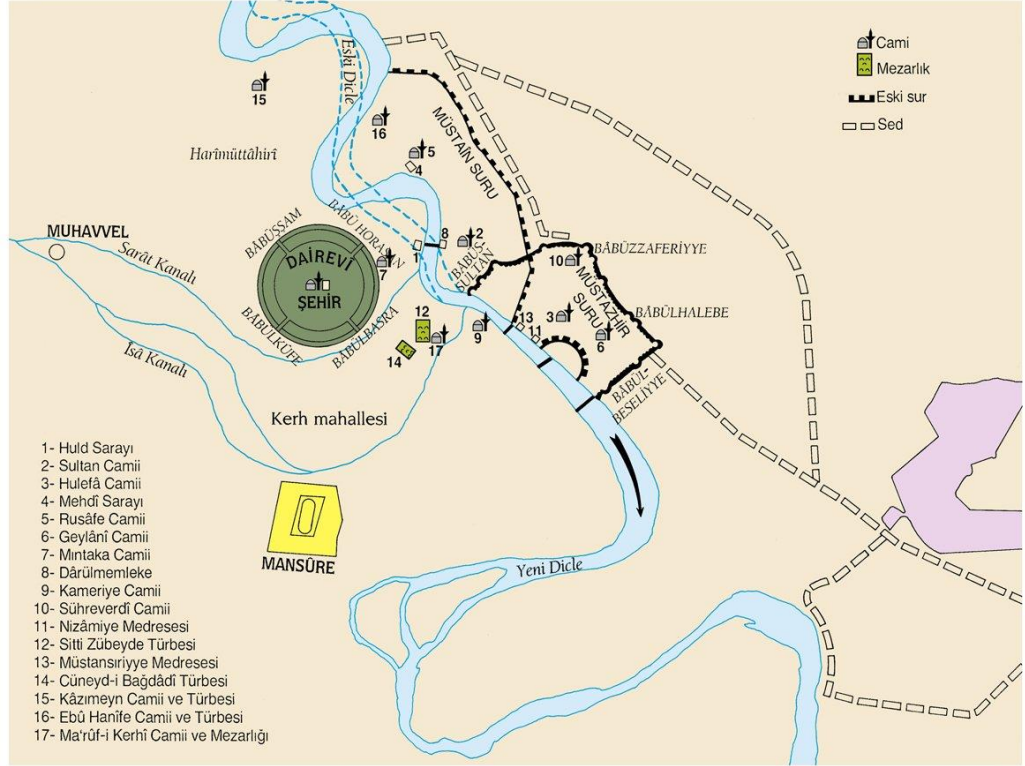 Cami
Mezarlık
Eski sur
Sed
Eski Dicle
15
16
MÜSTAÎN SURU
5
4
Harîmüttâhirî
BÂBÜSSAM
BÂBÜ HORASAN
MUHAVVEL
Sarât Kanalı
DAİREVÎ
ŞEHİR
7
1
8
2
BÂBÜS-
SULTAN
10
BÂBÜZZAFERİYYE
MÜSTAZHİR
SURU
BÂBÜLHALEBE
3
6
13
11
9
12
17
14
BÂBÜLKÛFE
BÂBÜLBASRA
BÂBÜL-
BESELİYYE
Îsâ Kanalı
Kerh mahallesi
MANSÛRE
Yeni Dicle
1- Huld Sarayı
2- Sultan Camii
3- Hulefâ Camii
4- Mehdî Sarayı
5- Rusâfe Camii
6- Geylânî Camii
7- Mıntaka Camii
8- Dârülmemleke
9- Kameriye Camii
10- Sühreverdî Camii
11- Nizâmiye Medresesi
12- Sitti Zübeyde Türbesi
13- Müstansıriyye Medresesi
14- Cüneyd-i Bağdâdî Türbesi
15- Kâzımeyn Camii ve Türbesi
16- Ebû Hanîfe Camii ve Türbesi
17- Ma'rûf-i Kerhî Camii ve Mezarlığı